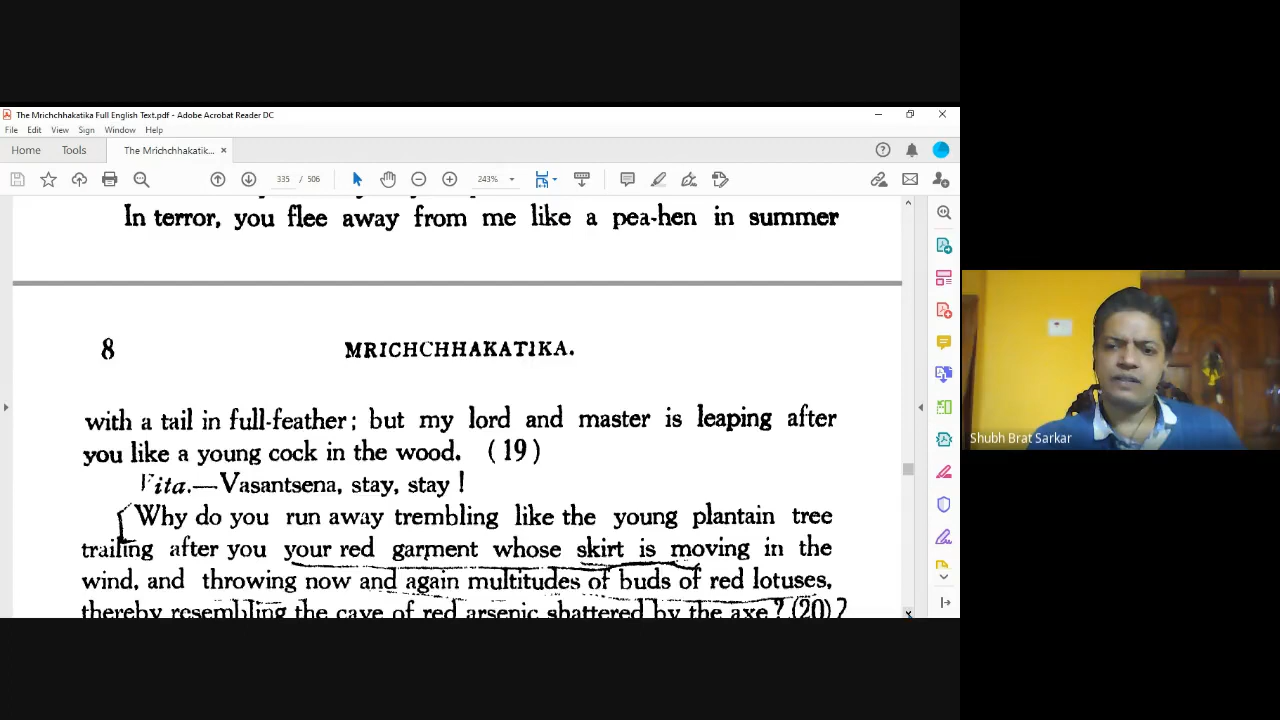 The Mrichchhakatika Full English Text.pdf - Adobe Acrobat Reader DC
File Edit View Sign Window Help
Home Tools The Mrichchhakatik... ×
335 / 506 243%
In terror, you flee away from me like a pea-hen in summer
8 MRICHCHHAKATIKA.
with a tail in full-feather; but my lord and master is leaping after
you like a young cock in the wood. (19)
Vita.—Vasantsena, stay, stay !
Why do you run away trembling like the young plantain tree
trailing after you your red garment whose skirt is moving in the
wind, and throwing now and again multitudes of buds of red lotuses,
thereby resembling the cave of red arsenic shattered by the axe ? (20) ?
Shubh Brat Sarkar